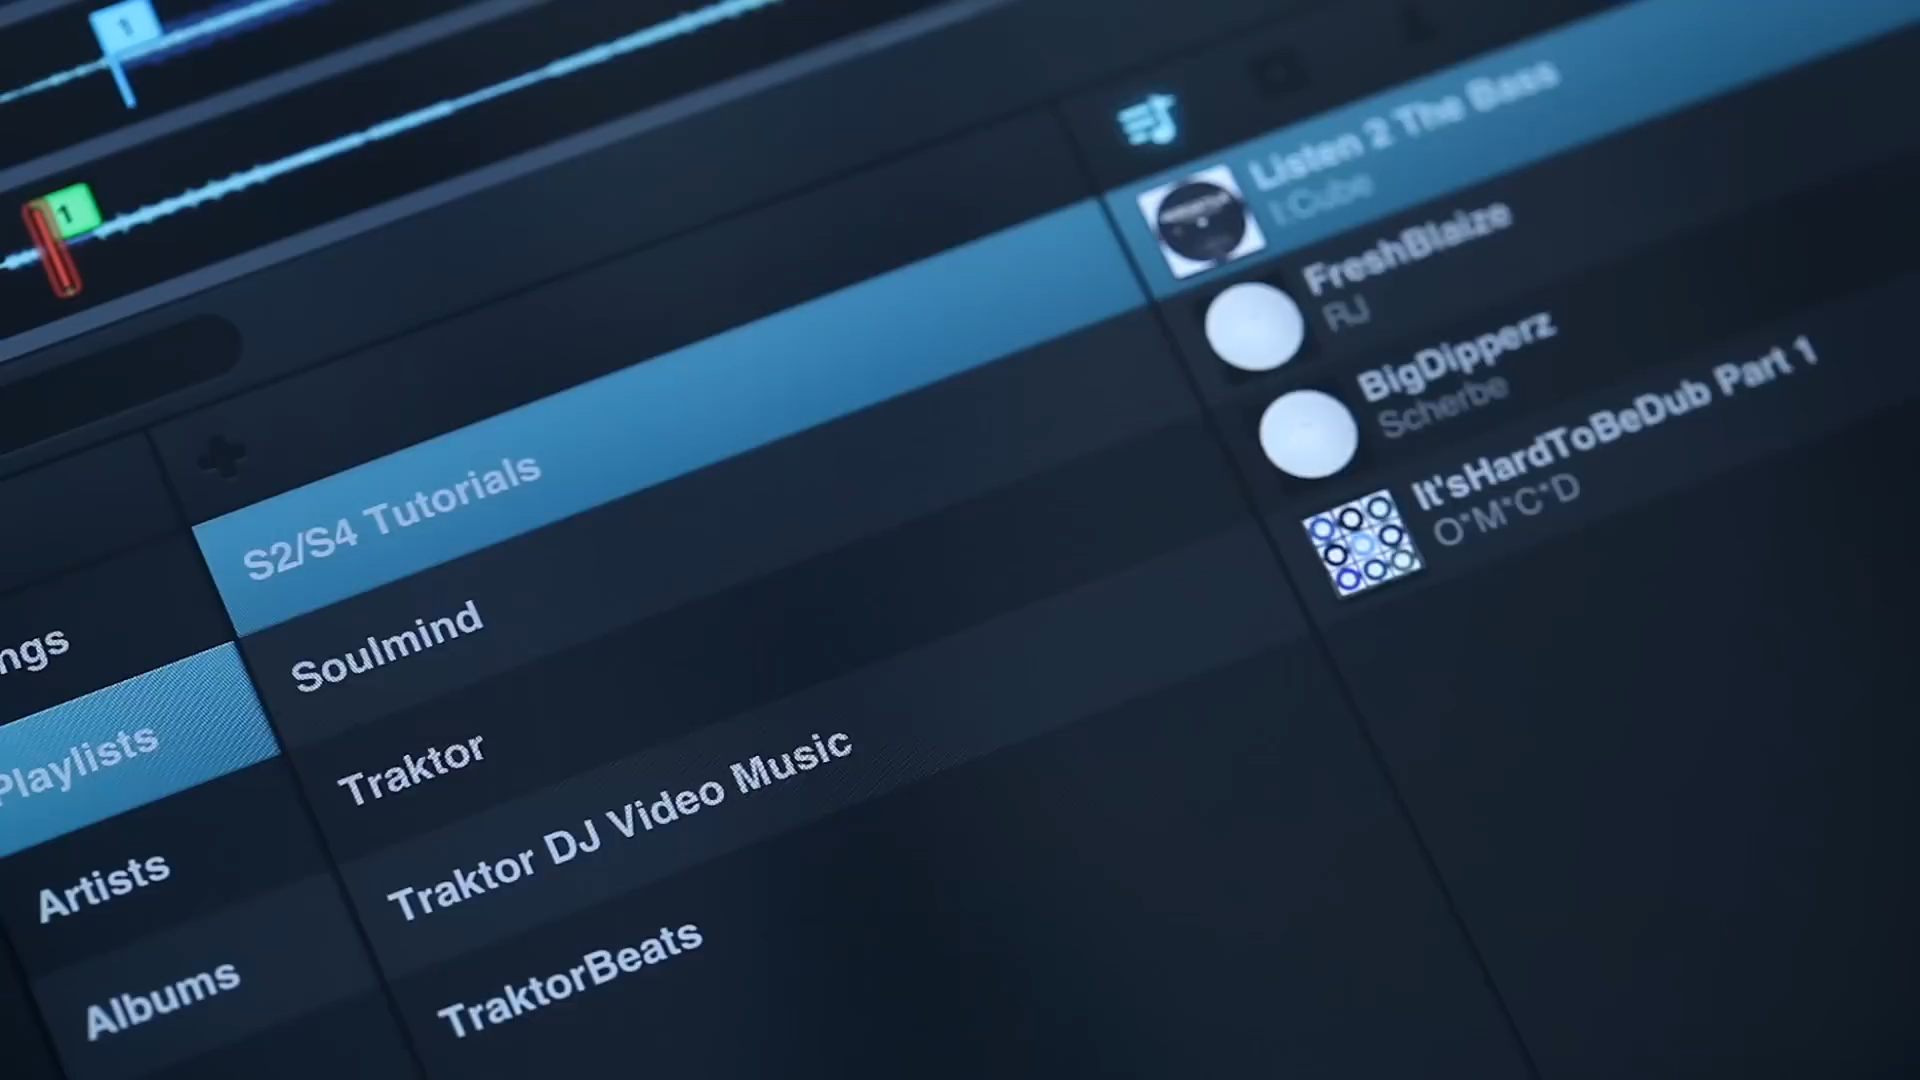 1
1
ngs
Playlists
Artists
Albums
S2/S4 Tutorials
Soulmind
Traktor
Traktor DJ Video Music
TraktorBeats
Listen 2 The Bass
I:Cube
FreshBlaize
RJ
BigDipperz
Scherbe
It'sHardToBeDub Part 1
O*M*C*D